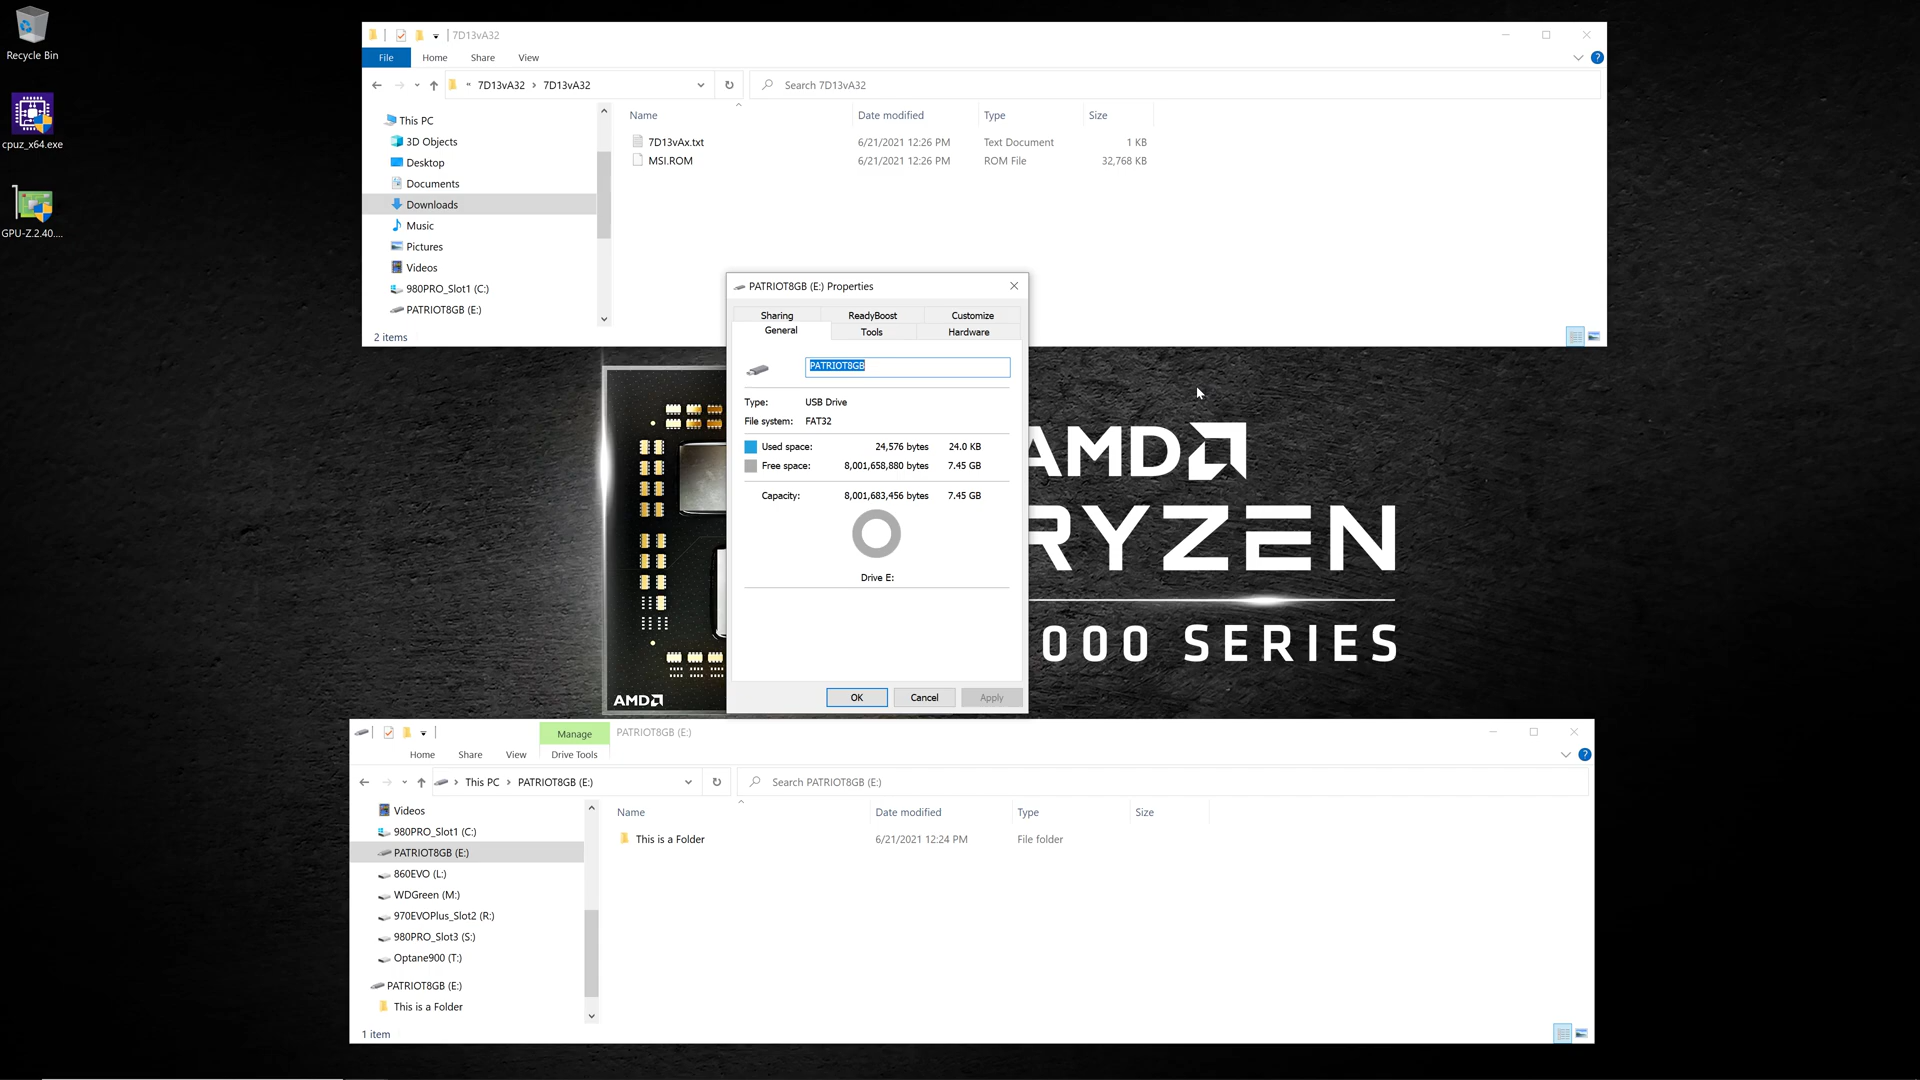 Recycle Bin
cpuz_x64.exe
GPU-Z.2.40....
7D13vA32
File Home Share View
« 7D13vA32 › 7D13vA32
Search 7D13vA32
This PC
3D Objects
Desktop
Documents
Downloads
Music
Pictures
Videos
980PRO_Slot1 (C:)
PATRIOT8GB (E:)
Name Date modified Type Size
7D13vAx.txt 6/21/2021 12:26 PM Text Document 1 KB
MSI.ROM 6/21/2021 12:26 PM ROM File 32,768 KB
2 items
PATRIOT8GB (E:) Properties
Sharing ReadyBoost Customize
General Tools Hardware
PATRIOT8GB
Type: USB Drive
File system: FAT32
Used space: 24,576 bytes 24.0 KB
Free space: 8,001,658,880 bytes 7.45 GB
Capacity: 8,001,683,456 bytes 7.45 GB
Drive E:
OK Cancel Apply
AMD
AMD
RYZEN
000 SERIES
Manage PATRIOT8GB (E:)
Home Share View Drive Tools
› This PC › PATRIOT8GB (E:)
Search PATRIOT8GB (E:)
Videos
980PRO_Slot1 (C:)
PATRIOT8GB (E:)
860EVO (L:)
WDGreen (M:)
970EVOPlus_Slot2 (R:)
980PRO_Slot3 (S:)
Optane900 (T:)
PATRIOT8GB (E:)
This is a Folder
Name Date modified Type Size
This is a Folder 6/21/2021 12:24 PM File folder
1 item